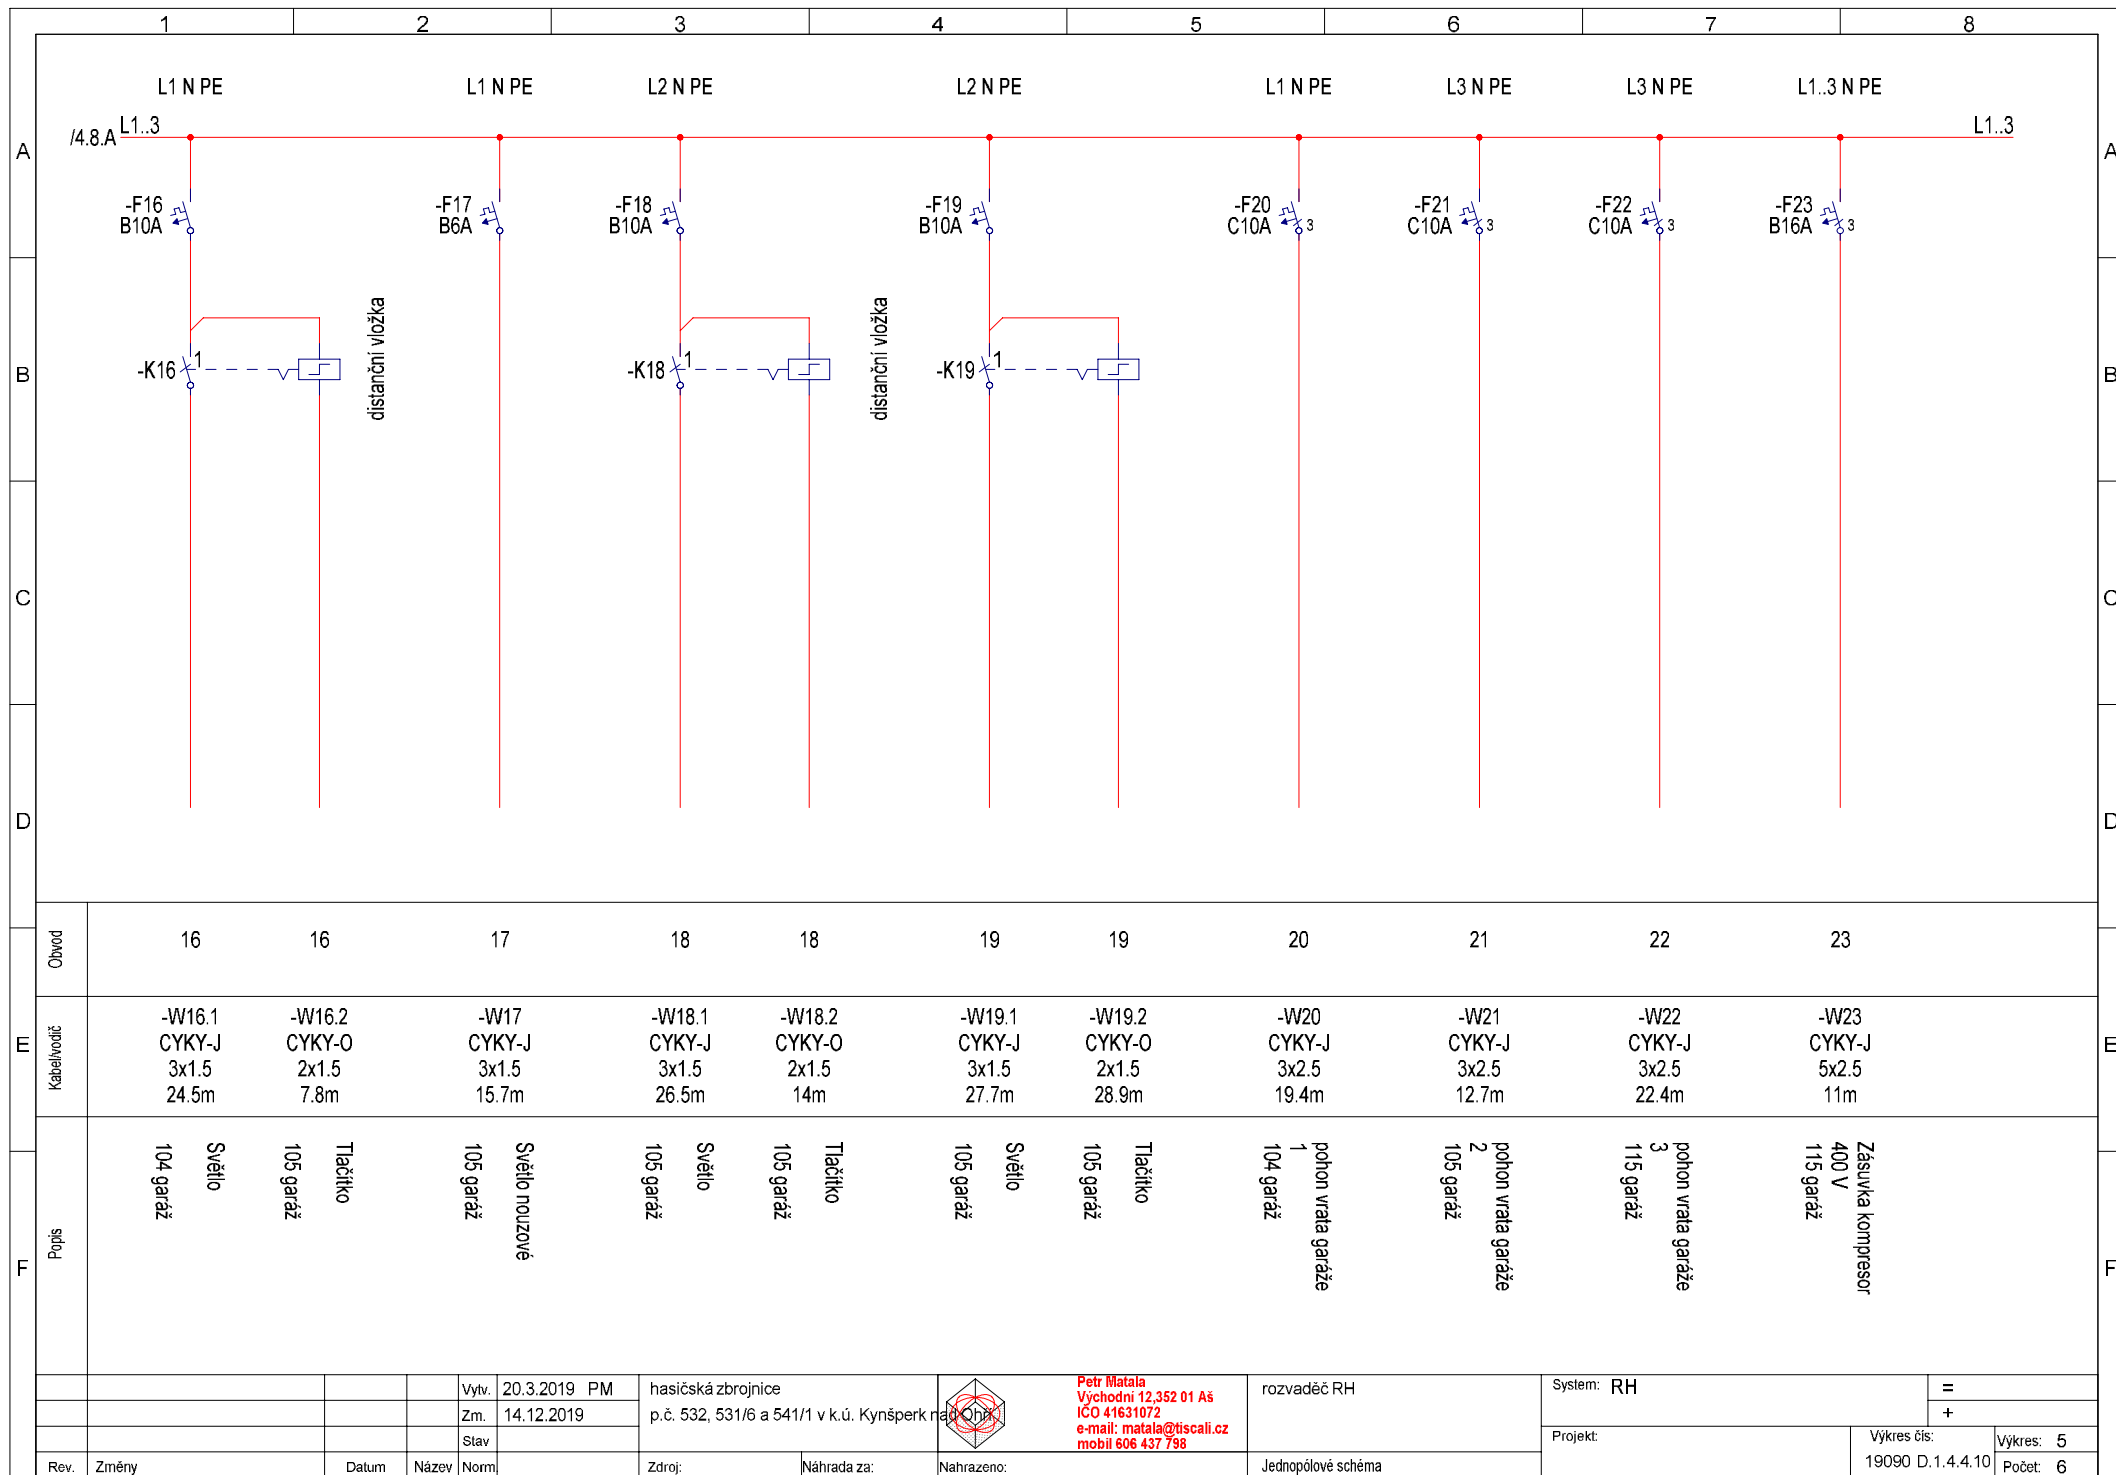 1 2 3 4 5 6 7 8
L1 N PE L1 N PE L2 N PE L2 N PE L1 N PE L3 N PE L3 N PE L1..3 N PE
/4.8.A L1..3 L1..3
A A
-F16 -F17 -F18 -F19 -F20 -F21 -F22 -F23
B10A B6A B10A B10A C10A 3 C10A 3 C10A 3 B16A 3
distanční vložka
distanční vložka
-K16 1 -K18 1 -K19 1
B B
C C
D D
Obvod 16 16 17 18 18 19 19 20 21 22 23
E E
Kabel/vodič
-W16.1 -W16.2 -W17 -W18.1 -W18.2 -W19.1 -W19.2 -W20 -W21 -W22 -W23
CYKY-J CYKY-O CYKY-J CYKY-J CYKY-O CYKY-J CYKY-O CYKY-J CYKY-J CYKY-J CYKY-J
3x1.5 2x1.5 3x1.5 3x1.5 2x1.5 3x1.5 2x1.5 3x2.5 3x2.5 3x2.5 5x2.5
24.5m 7.8m 15.7m 26.5m 14m 27.7m 28.9m 19.4m 12.7m 22.4m 11m
Popis
F F
Světlo
104 garáž
Tlačítko
105 garáž
Světlo nouzové
105 garáž
Světlo
105 garáž
Tlačítko
105 garáž
Světlo
105 garáž
Tlačítko
105 garáž
pohon vrata garáže
1
104 garáž
pohon vrata garáže
2
105 garáž
pohon vrata garáže
3
115 garáž
Zásuvka kompresor
400 V
115 garáž
Vytv. 20.3.2019 PM
Zm. 14.12.2019
Stav
Rev. Změny Datum Název Norm
hasičská zbrojnice
p.č. 532, 531/6 a 541/1 v k.ú. Kynšperk nad Ohří
Zdroj: Náhrada za: Nahrazeno:
Petr Matala
Východní 12,352 01 Aš
IČO 41631072
e-mail: matala@tiscali.cz
mobil 606 437 798
rozvaděč RH
Jednopólové schéma
System: RH
=
+
Projekt:
Výkres čís:
19090 D.1.4.4.10
Výkres: 5
Počet: 6